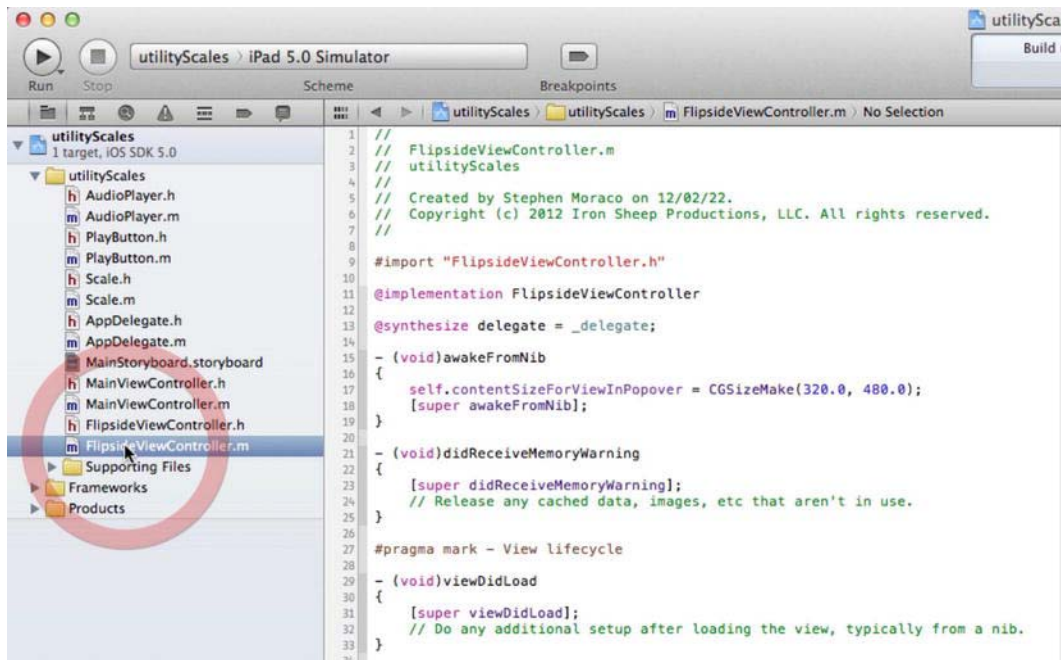 utilitySca
utilityScales › iPad 5.0 Simulator
Build
Run Stop Scheme Breakpoints
utilityScales › utilityScales › m FlipsideViewController.m › No Selection
utilityScales
1 target, iOS SDK 5.0
utilityScales
h AudioPlayer.h
m AudioPlayer.m
h PlayButton.h
m PlayButton.m
h Scale.h
m Scale.m
h AppDelegate.h
m AppDelegate.m
MainStoryboard.storyboard
h MainViewController.h
m MainViewController.m
h FlipsideViewController.h
m FlipsideViewController.m
Supporting Files
Frameworks
Products
1 //
2 // FlipsideViewController.m
3 // utilityScales
4 //
5 // Created by Stephen Moraco on 12/02/22.
6 // Copyright (c) 2012 Iron Sheep Productions, LLC. All rights reserved.
7 //
8
9 #import "FlipsideViewController.h"
10
11 @implementation FlipsideViewController
12
13 @synthesize delegate = _delegate;
14
15 - (void)awakeFromNib
16 {
17 self.contentSizeForViewInPopover = CGSizeMake(320.0, 480.0);
18 [super awakeFromNib];
19 }
20
21 - (void)didReceiveMemoryWarning
22 {
23 [super didReceiveMemoryWarning];
24 // Release any cached data, images, etc that aren't in use.
25 }
26
27 #pragma mark - View lifecycle
28
29 - (void)viewDidLoad
30 {
31 [super viewDidLoad];
32 // Do any additional setup after loading the view, typically from a nib.
33 }